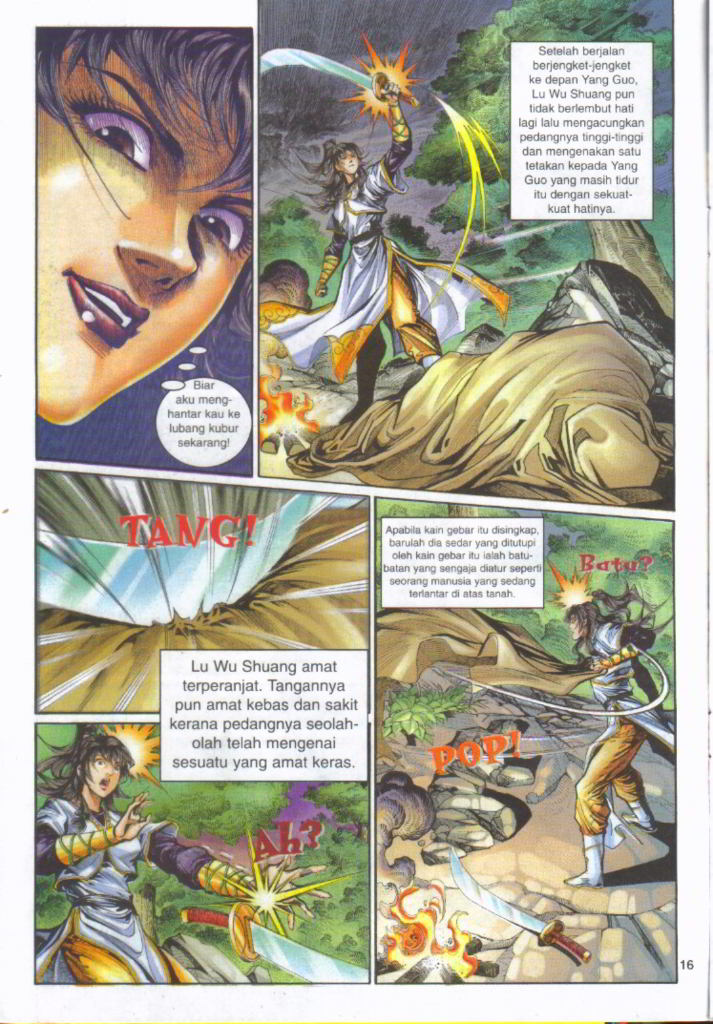 Biar
aku meng-
hantar kau ke
lubang kubur
sekarang!
Setelah berjalan
berjengket-jengket
ke depan Yang Guo,
Lu Wu Shuang pun
tidak berlembut hati
lagi lalu mengacungkan
pedangnya tinggi-tinggi
dan mengenakan satu
tetakan kepada Yang
Guo yang masih tidur
itu dengan sekuat-
kuat hatinya.
TANG!
Lu Wu Shuang amat
terperanjat. Tangannya
pun amat kebas dan sakit
kerana pedangnya seolah-
olah telah mengenai
sesuatu yang amat keras.
Ah?
Apabila kain gebar itu disingkap,
barulah dia sedar yang ditutupi
oleh kain gebar itu ialah batu-
batan yang sengaja diatur seperti
seorang manusia yang sedang
terlantar di atas tanah.
Batu?
POP!
16